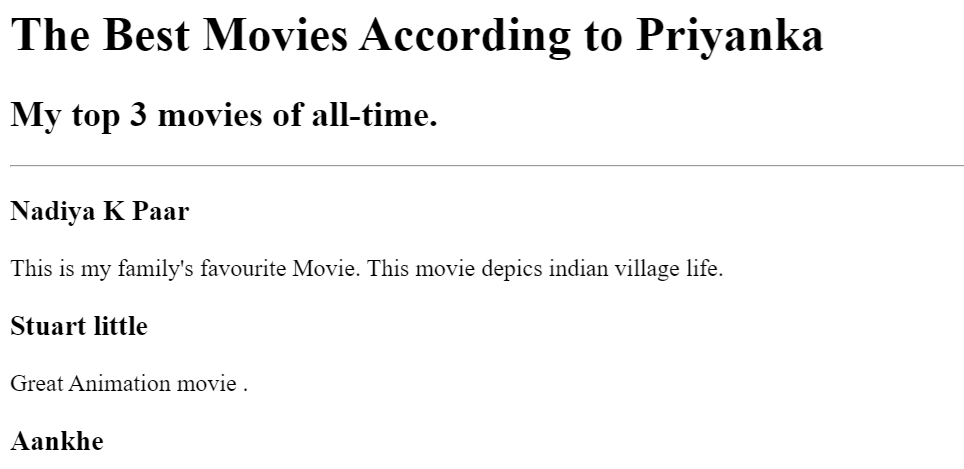 The Best Movies According to Priyanka
My top 3 movies of all-time.
Nadiya K Paar
This is my family's favourite Movie. This movie depics indian village life.
Stuart little
Great Animation movie .
Aankhe